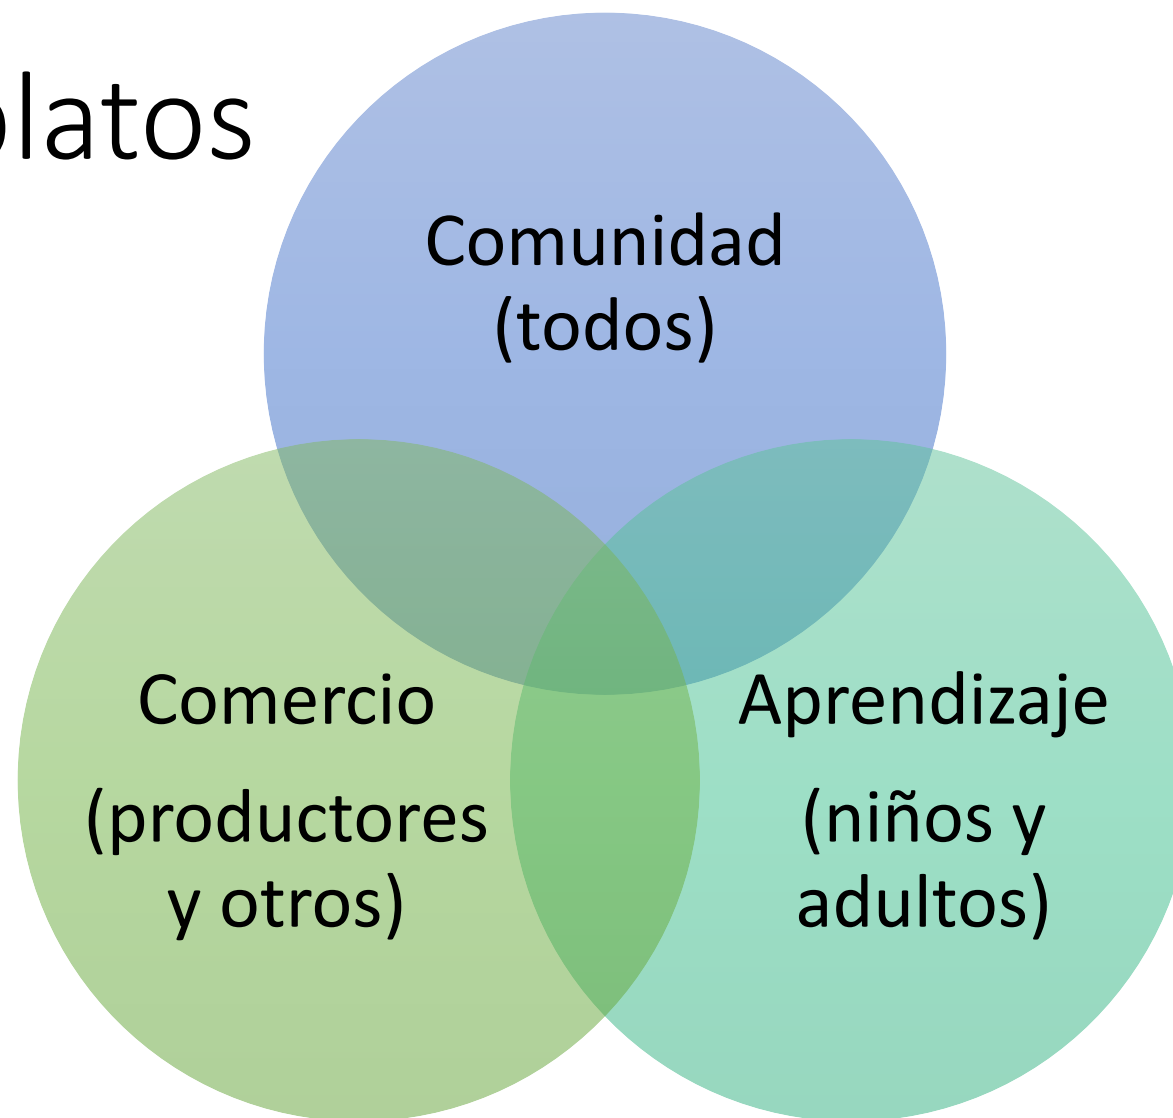 platos
Comunidad
(todos)
Comercio
(productores
y otros)
Aprendizaje
(niños y
adultos)